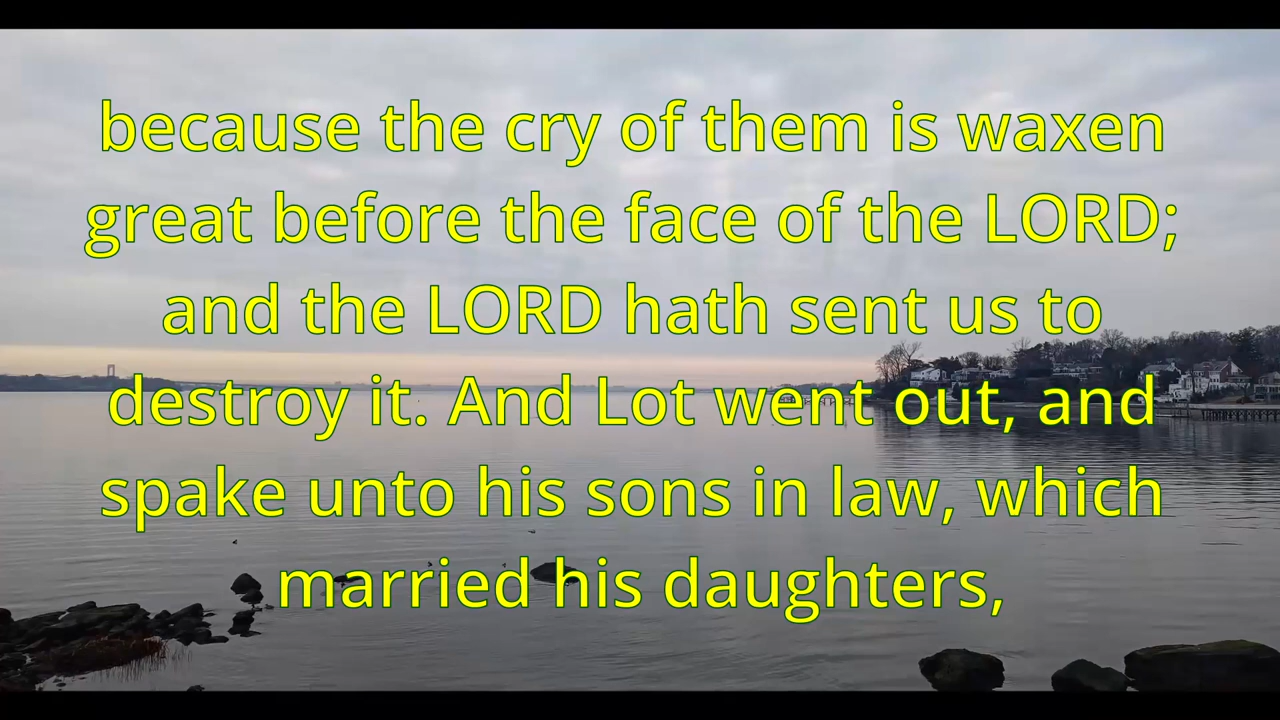 because the cry of them is waxen
great before the face of the LORD;
and the LORD hath sent us to
destroy it. And Lot went out, and
spake unto his sons in law, which
married his daughters,